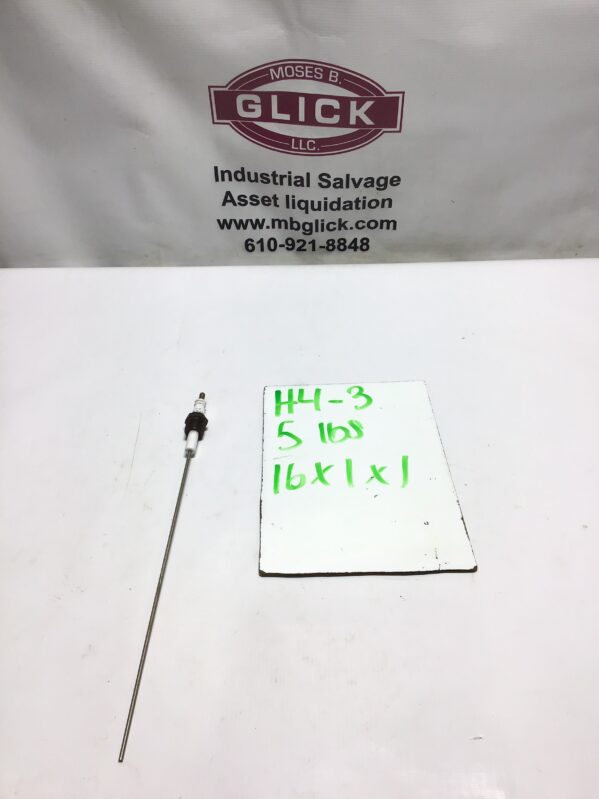 MOSES B.
GLICK
LLC.
Industrial Salvage
Asset liquidation
www.mbglick.com
610-921-8848
H4-3
5 lbs
16x1x1